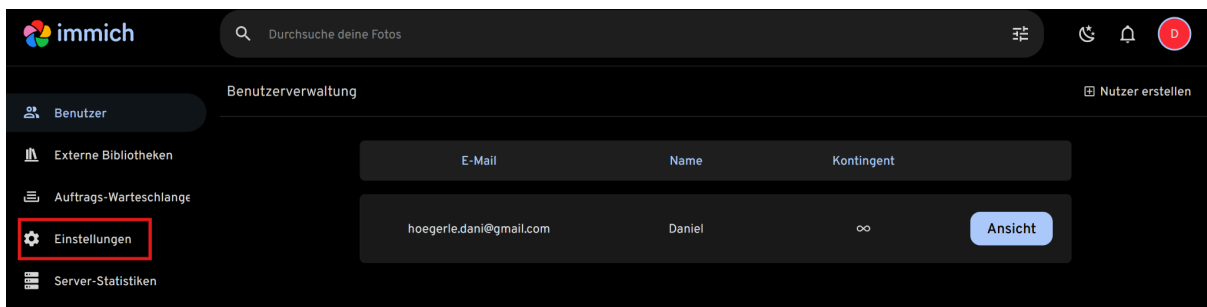 immich
Durchsuche deine Fotos
D
Benutzerverwaltung
Nutzer erstellen
Benutzer
Externe Bibliotheken
Auftrags-Warteschlange
Einstellungen
Server-Statistiken
E-Mail Name Kontingent
hoegerle.dani@gmail.com Daniel ∞ Ansicht